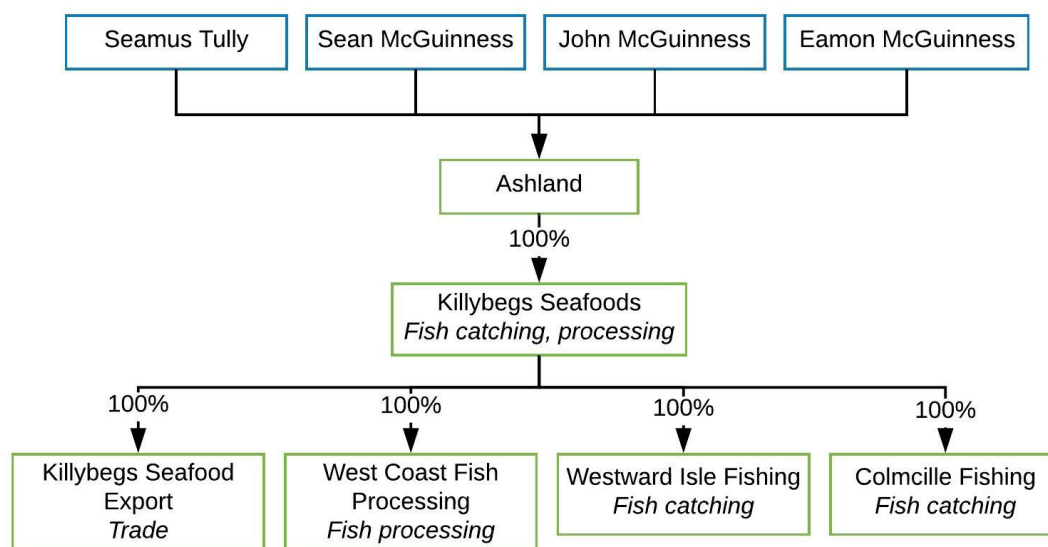 Seamus Tully
Sean McGuinness
John McGuinness
Eamon McGuinness
Ashland
100%
Killybegs Seafoods
Fish catching, processing
100%
100%
100%
100%
Killybegs Seafood
Export
Trade
West Coast Fish
Processing
Fish processing
Westward Isle Fishing
Fish catching
Colmcille Fishing
Fish catching